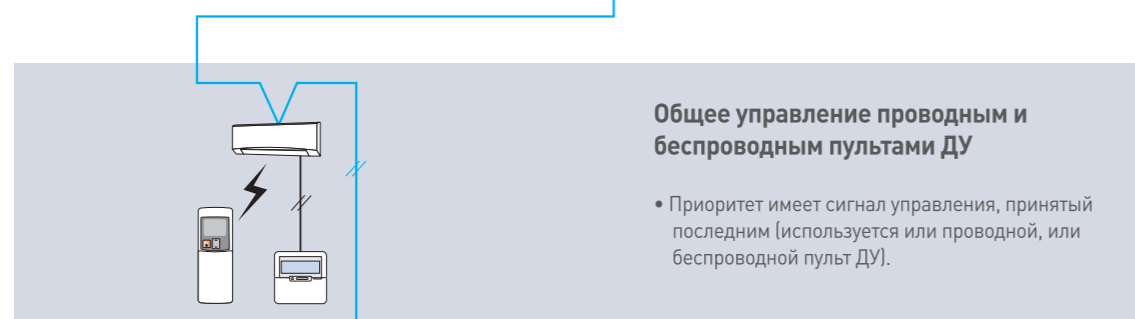 Общее управление проводным и
беспроводным пультами ДУ
• Приоритет имеет сигнал управления, принятый
последним (используется или проводной, или
беспроводной пульт ДУ).